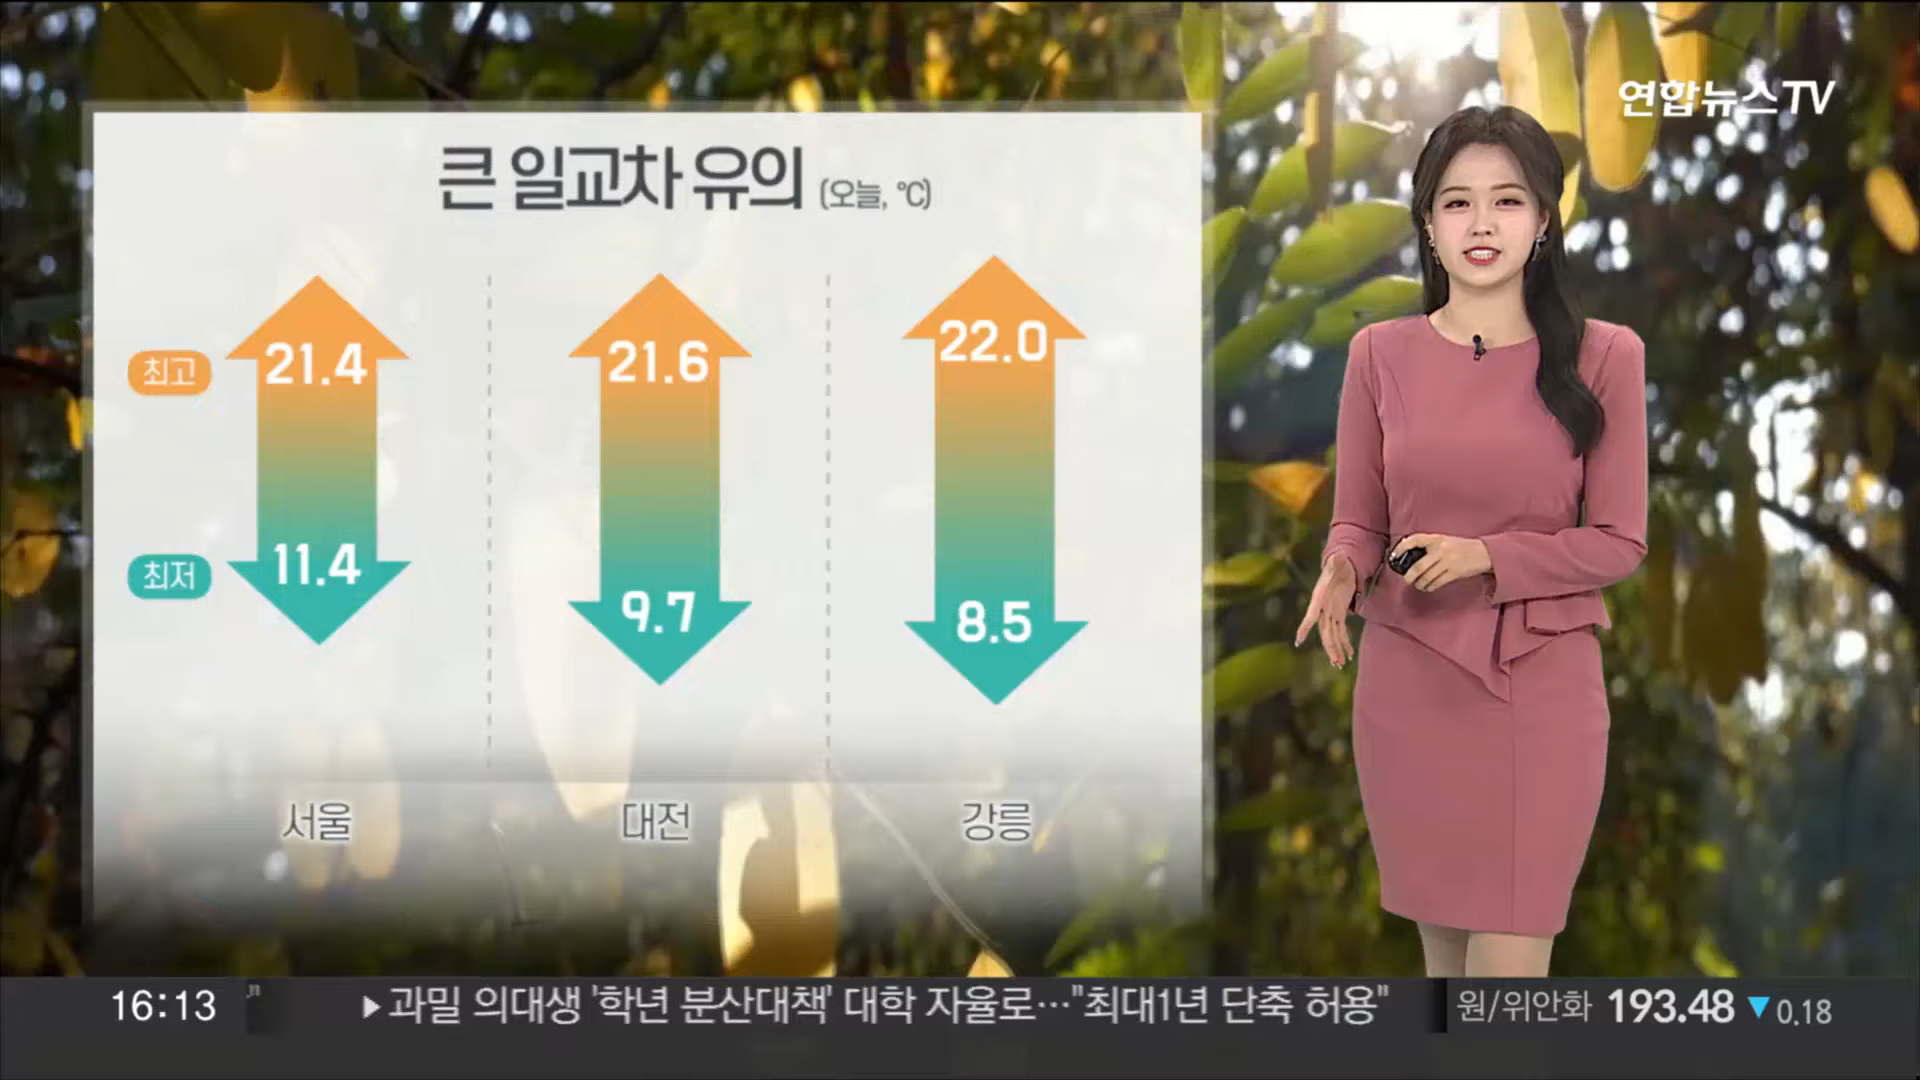 연합뉴스TV
큰 일교차 유의 (오늘, ℃)
최고 21.4 21.6 22.0
최저 11.4 9.7 8.5
서울 대전 강릉
16:13 ▶과밀 의대생 '학년 분산대책' 대학 자율로…"최대1년 단축 허용" 원/위안화 193.48 ▼0.18